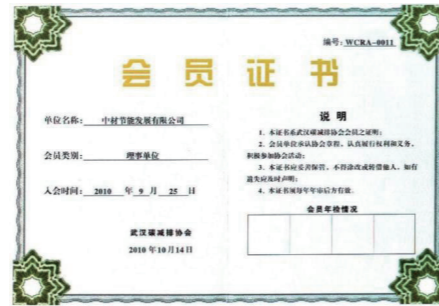 编号: WCRA-0011
会员证书
单位名称: 中材节能发展有限公司
会员类别: 理事单位
入会时间: 2010 年 9 月 25 日
武汉碳减排协会
2010年10月14日
说 明
1、本证书系武汉碳减排协会会员之证明;
2、会员单位承认协会章程,认真履行权利和义务,
积极参加协会活动;
3、本证书应妥善保管,不得涂改或转借他人,如有
遗失应及时声明;
4、本证书须每年年审后方有效。
会员年检情况